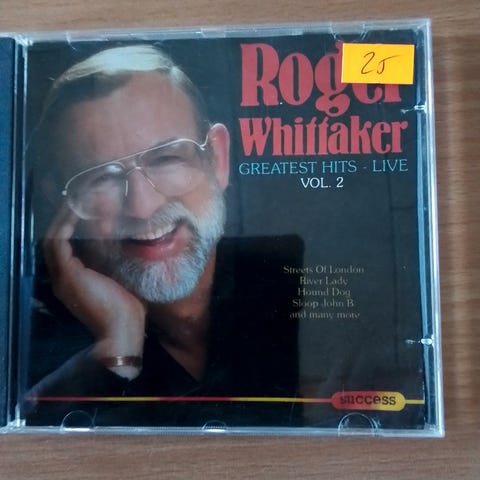 Roger
25
Whittaker
GREATEST HITS - LIVE
VOL. 2
Streets Of London
River Lady
Hound Dog
Sloop John B.
and many more
success